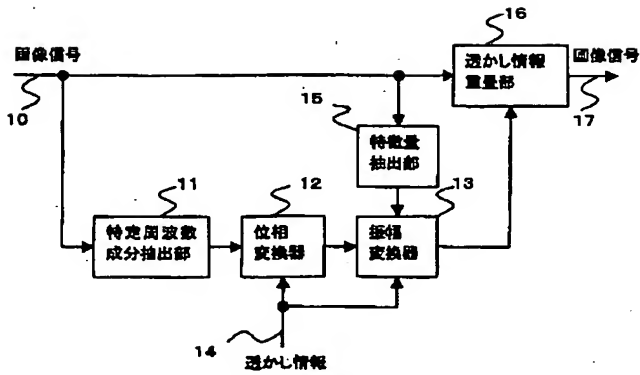 画像信号
10
15
特徴量
抽出部
16
透かし情報
重畳部
画像信号
17
11
特定周波数
成分抽出部
12
位相
変換器
13
振幅
変換器
14
透かし情報